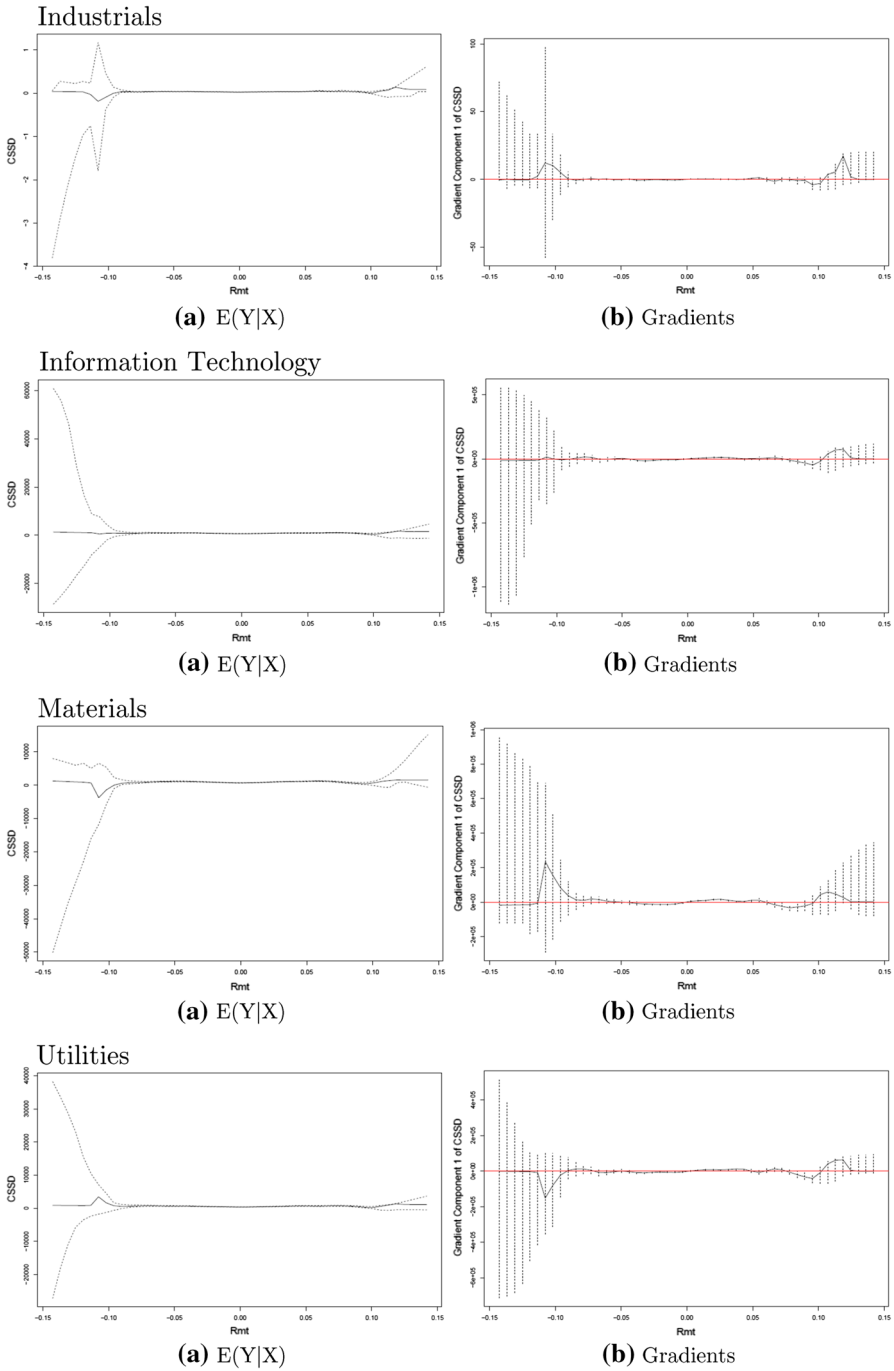 Industrials
CSSD
1
0
−1
−2
−3
−4
−0.15 −0.10 −0.05 0.00 0.05 0.10 0.15
Rmt
(a) E(Y|X)
Gradient Component 1 of CSSD
100
50
0
−50
−0.15 −0.10 −0.05 0.00 0.05 0.10 0.15
Rmt
(b) Gradients
Information Technology
CSSD
60000
40000
20000
0
−20000
−0.15 −0.10 −0.05 0.00 0.05 0.10 0.15
Rmt
(a) E(Y|X)
Gradient Component 1 of CSSD
5e+05
0e+00
−5e+05
−1e+06
−0.15 −0.10 −0.05 0.00 0.05 0.10 0.15
Rmt
(b) Gradients
Materials
CSSD
10000
0
−10000
−20000
−30000
−40000
−50000
−0.15 −0.10 −0.05 0.00 0.05 0.10 0.15
Rmt
(a) E(Y|X)
Gradient Component 1 of CSSD
1e+06
8e+05
6e+05
4e+05
2e+05
0e+00
−2e+05
−0.15 −0.10 −0.05 0.00 0.05 0.10 0.15
Rmt
(b) Gradients
Utilities
CSSD
40000
30000
20000
10000
0
−10000
−20000
−0.15 −0.10 −0.05 0.00 0.05 0.10 0.15
Rmt
(a) E(Y|X)
Gradient Component 1 of CSSD
4e+05
2e+05
0e+00
−2e+05
−4e+05
−6e+05
−0.15 −0.10 −0.05 0.00 0.05 0.10 0.15
Rmt
(b) Gradients